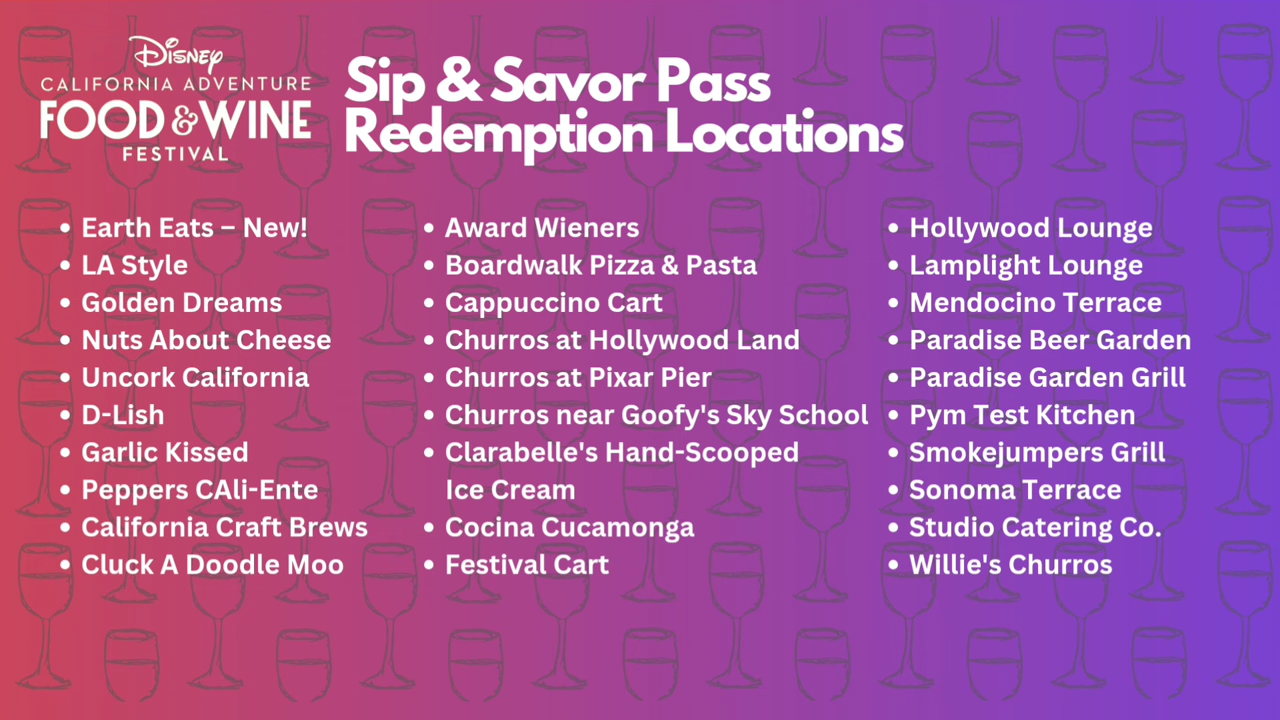 Disney
CALIFORNIA ADVENTURE
FOOD & WINE
FESTIVAL
Sip & Savor Pass
Redemption Locations
• Earth Eats – New!
• LA Style
• Golden Dreams
• Nuts About Cheese
• Uncork California
• D-Lish
• Garlic Kissed
• Peppers CAli-Ente
• California Craft Brews
• Cluck A Doodle Moo
• Award Wieners
• Boardwalk Pizza & Pasta
• Cappuccino Cart
• Churros at Hollywood Land
• Churros at Pixar Pier
• Churros near Goofy's Sky School
• Clarabelle's Hand-Scooped
Ice Cream
• Cocina Cucamonga
• Festival Cart
• Hollywood Lounge
• Lamplight Lounge
• Mendocino Terrace
• Paradise Beer Garden
• Paradise Garden Grill
• Pym Test Kitchen
• Smokejumpers Grill
• Sonoma Terrace
• Studio Catering Co.
• Willie's Churros